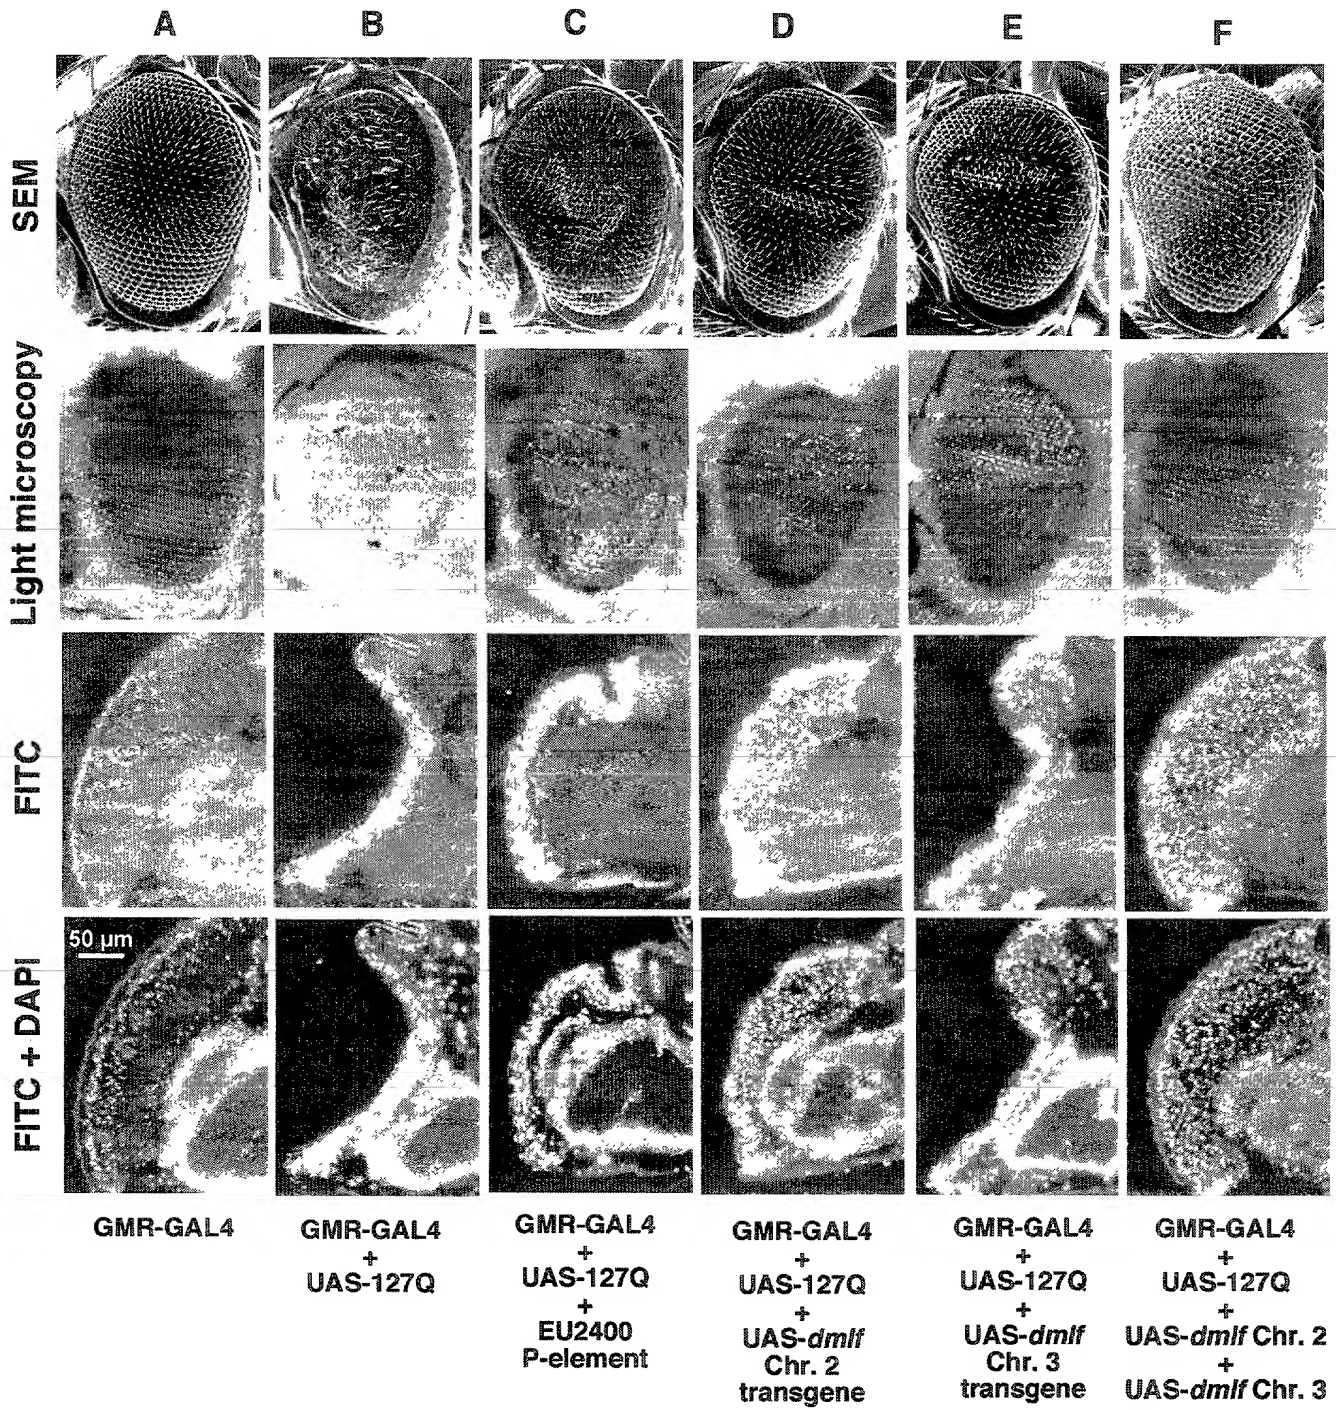 A B C D E F
SEM
Light microscopy
FITC
FITC + DAPI
50 µm
GMR-GAL4
GMR-GAL4
+
UAS-127Q
GMR-GAL4
+
UAS-127Q
+
EU2400
P-element
GMR-GAL4
+
UAS-127Q
+
UAS-dmlf
Chr. 2
transgene
GMR-GAL4
+
UAS-127Q
+
UAS-dmlf
Chr. 3
transgene
GMR-GAL4
+
UAS-127Q
+
UAS-dmlf Chr. 2
+
UAS-dmlf Chr. 3